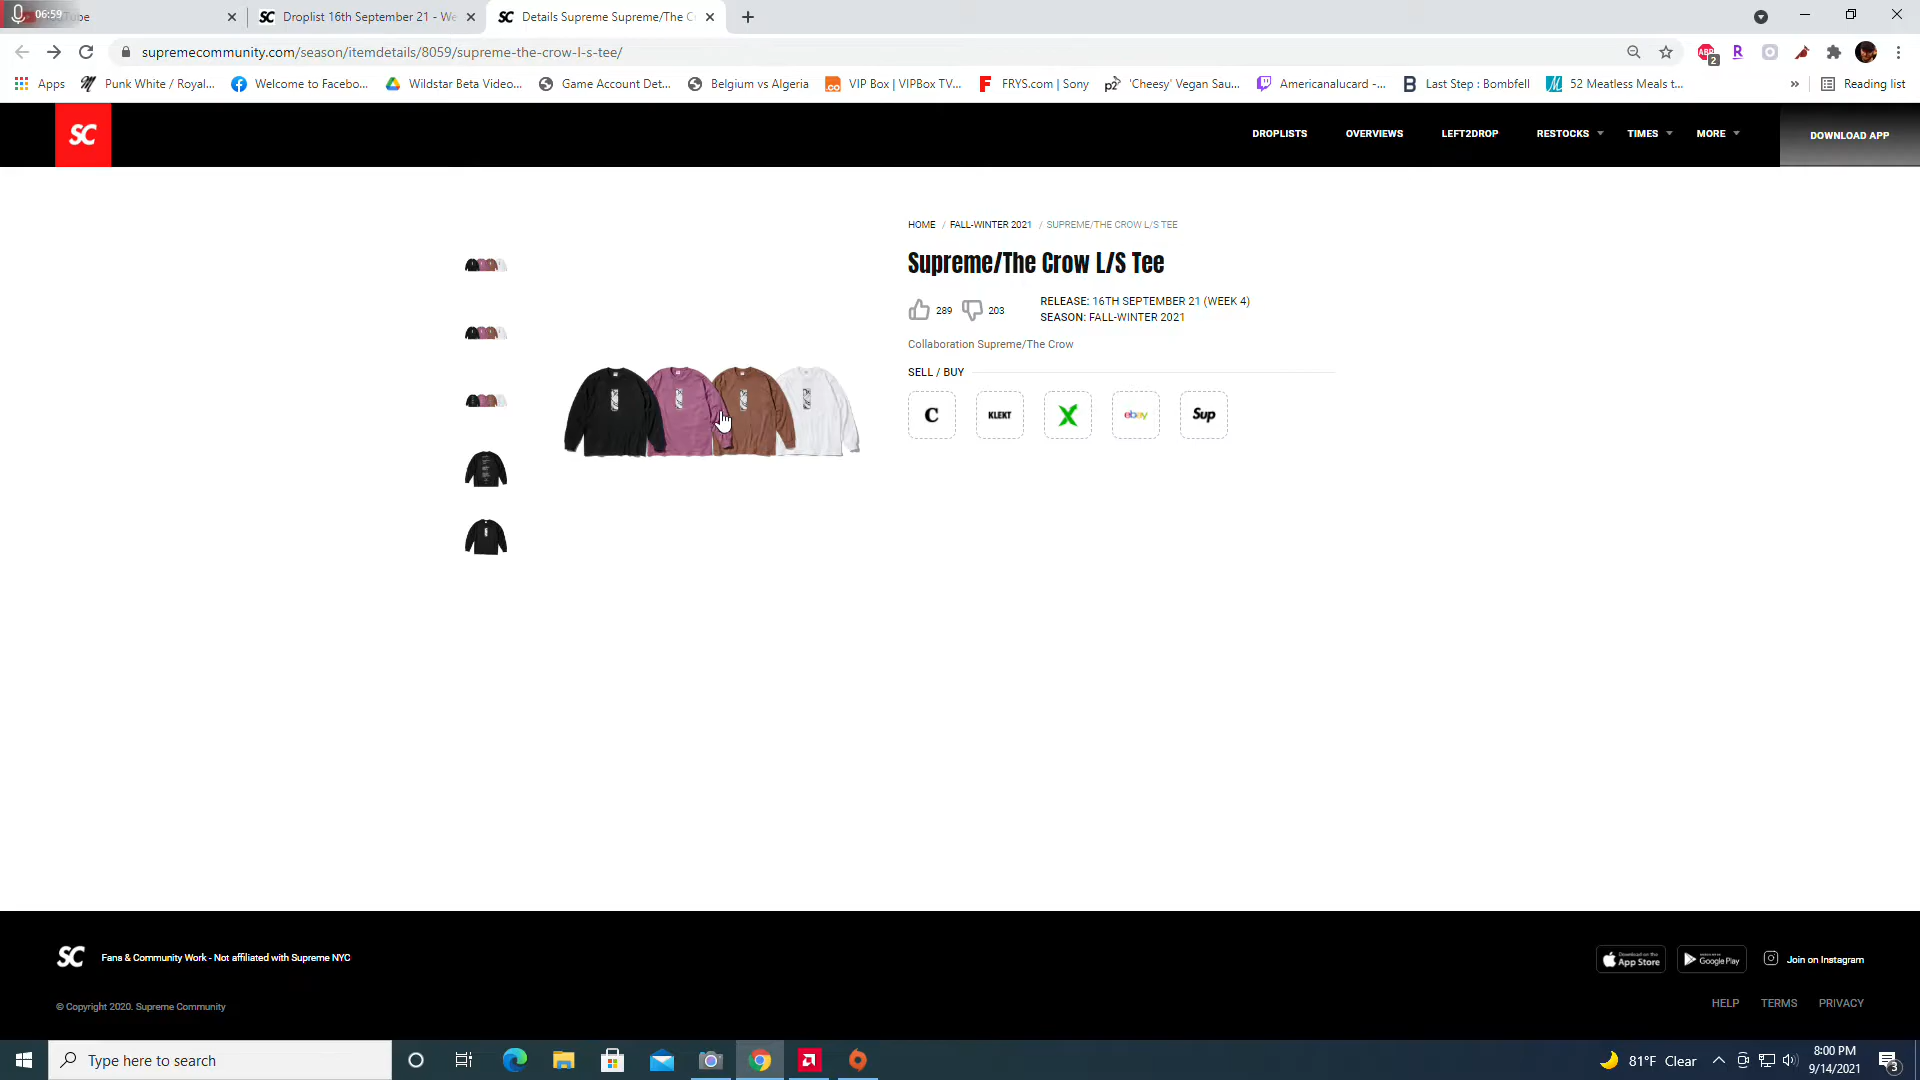 06:59
Droplist 16th September 21 - We
Details Supreme Supreme/The C
supremecommunity.com/season/itemdetails/8059/supreme-the-crow-l-s-tee/
ABP
2
R
Apps
Punk White / Royal...
Welcome to Facebo...
Wildstar Beta Video...
Game Account Det...
Belgium vs Algeria
VIP Box | VIPBox TV...
FRYS.com | Sony
'Cheesy' Vegan Sau...
Americanalucard -...
Last Step : Bombfell
52 Meatless Meals t...
»
Reading list
SC
DROPLISTS
OVERVIEWS
LEFT2DROP
RESTOCKS
TIMES
MORE
DOWNLOAD APP
HOME / FALL-WINTER 2021 / SUPREME/THE CROW L/S TEE
Supreme/The Crow L/S Tee
289
203
RELEASE: 16TH SEPTEMBER 21 (WEEK 4)
SEASON: FALL-WINTER 2021
Collaboration Supreme/The Crow
SELL / BUY
C
KLEKT
X
ebay
Sup
SC
Fans & Community Work - Not affiliated with Supreme NYC
Download on the
App Store
Google Play
Join on Instagram
© Copyright 2020. Supreme Community
HELP
TERMS
PRIVACY
Type here to search
81°F Clear
8:00 PM
9/14/2021
3